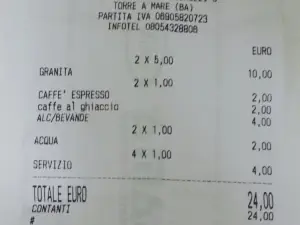 TORRE A MARE (BA)
PARTITA IVA 06905820723
INFOTEL 08054328808
EURO
2 X 5,00
GRANITA 10,00
2 X 1,00
CAFFE' ESPRESSO 2,00
caffe al ghiaccio 2,00
ALC/BEVANDE 4,00
2 X 1,00
ACQUA 2,00
4 X 1,00
SERVIZIO 4,00
TOTALE EURO 24,00
CONTANTI 24,00
#